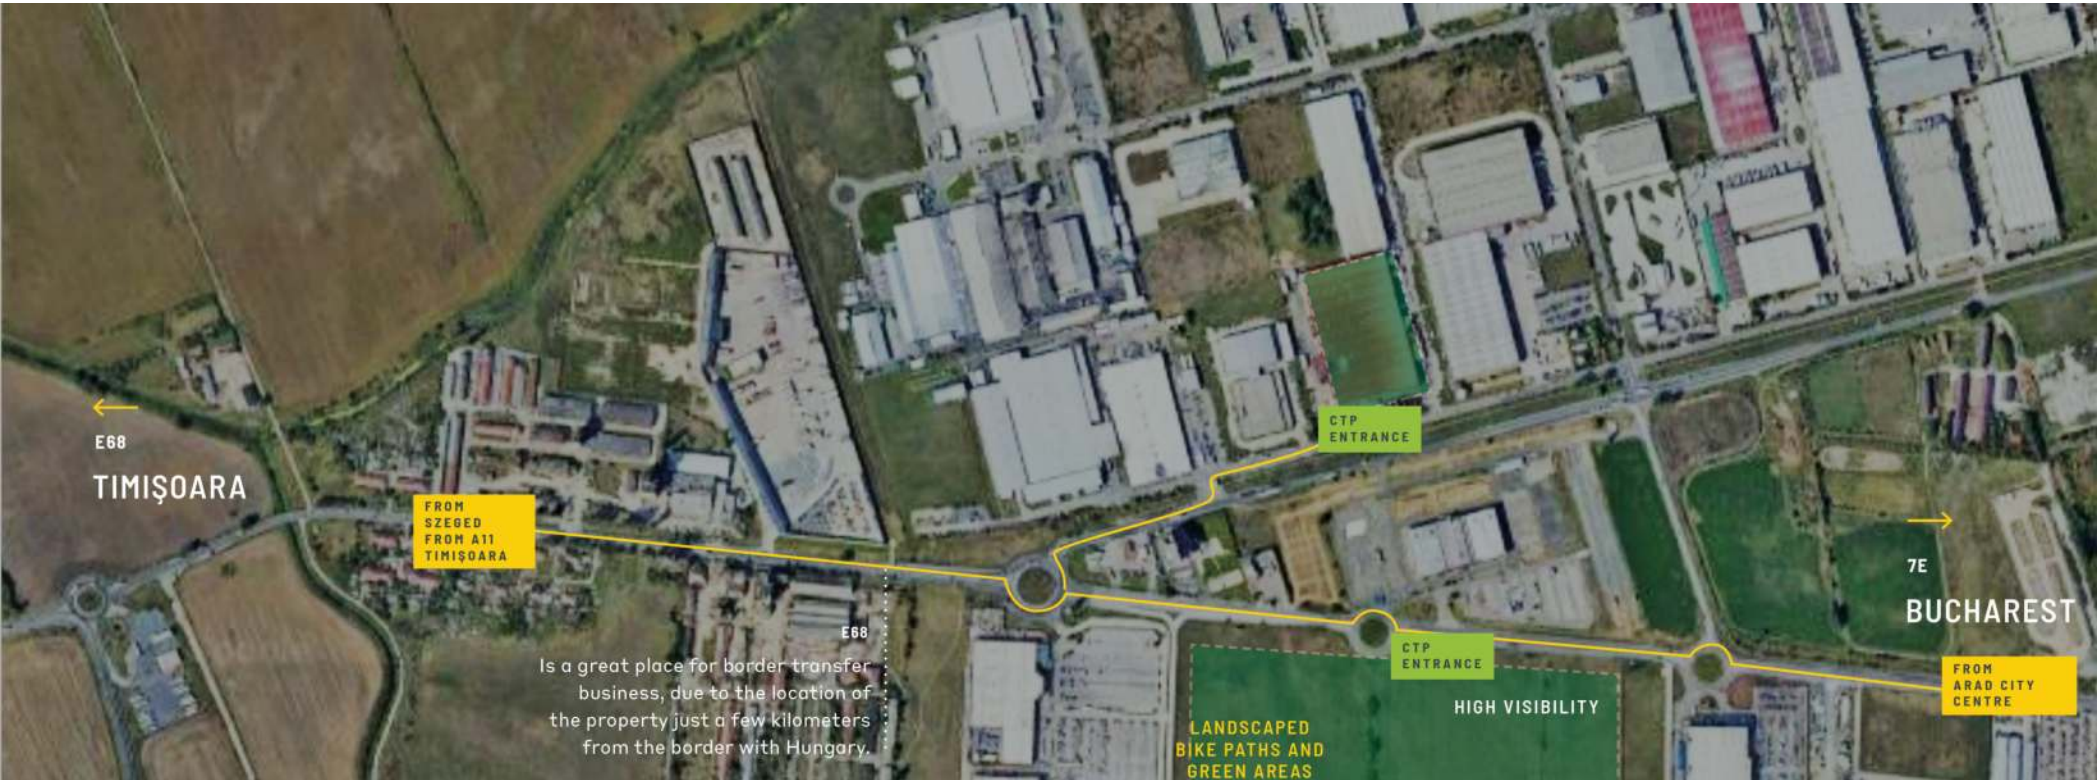 E68
TIMIŞOARA
FROM
SZEGED
FROM A11
TIMIŞOARA
E68
Is a great place for border transfer
business, due to the location of
the property just a few kilometers
from the border with Hungary.
CTP
ENTRANCE
CTP
ENTRANCE
HIGH VISIBILITY
LANDSCAPED
BIKE PATHS AND
GREEN AREAS
7E
BUCHAREST
FROM
ARAD CITY
CENTRE